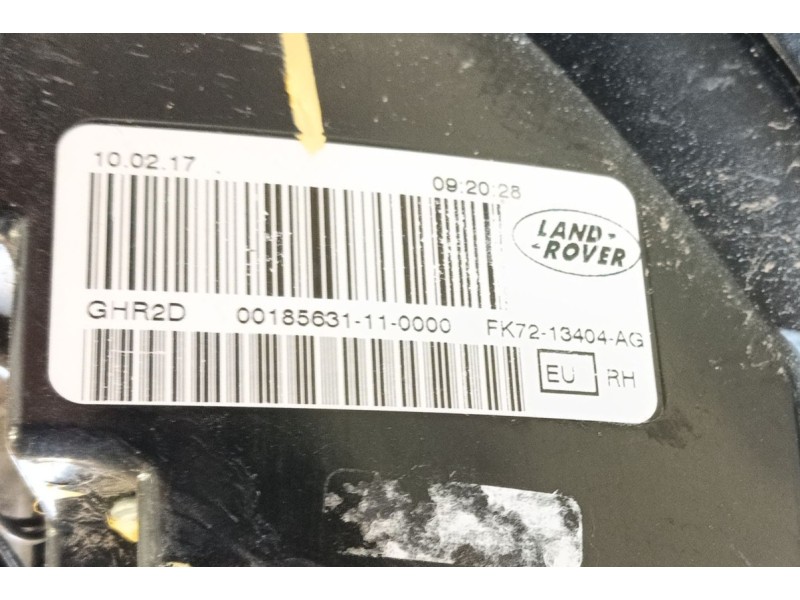 10.02.17 09:20:28
LAND-
-ROVER
GHR2D 00185631-11-0000 FK72-13404-AG
EU RH